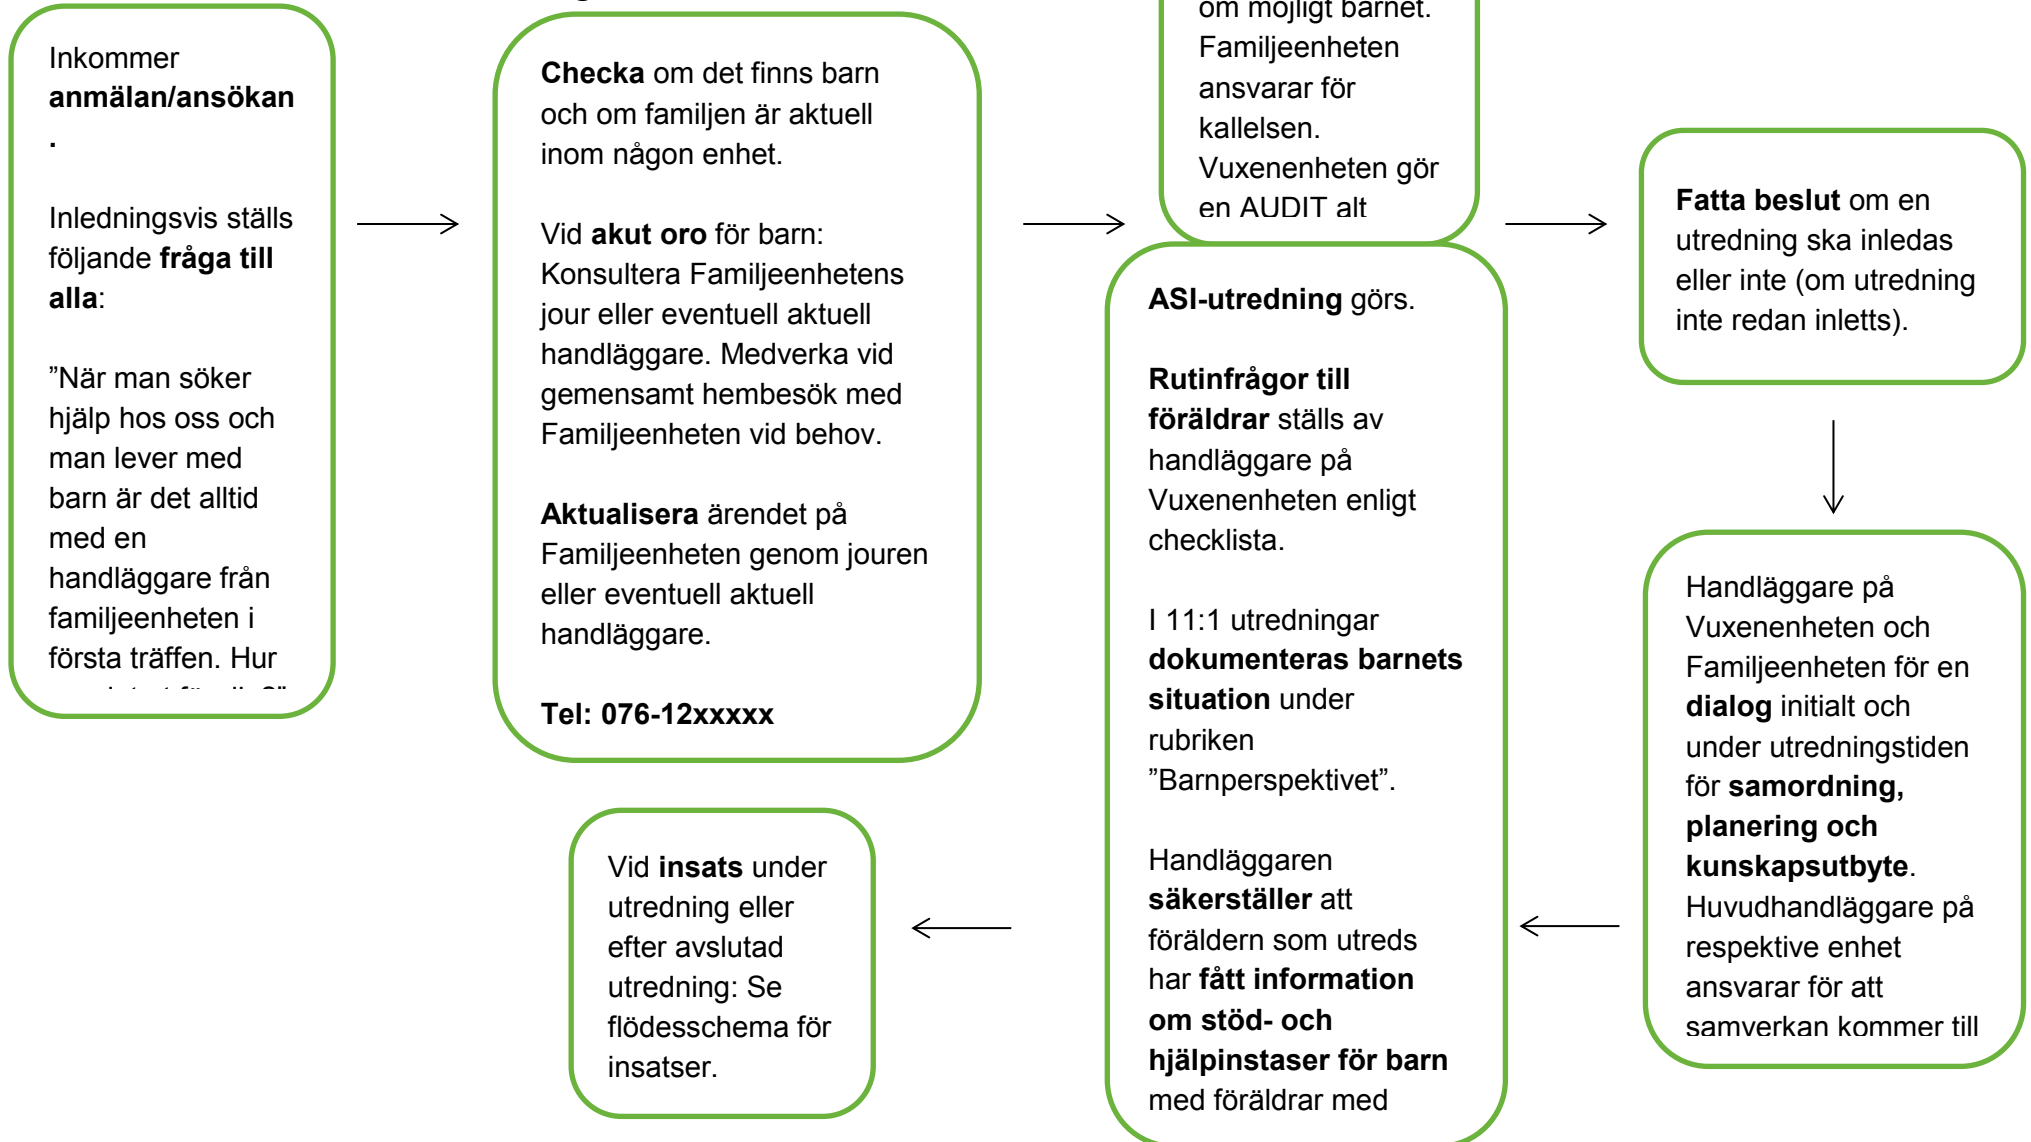 Inkommer
anmälan/ansökan
.
Inledningsvis ställs
följande fråga till
alla:
”När man söker
hjälp hos oss och
man lever med
barn är det alltid
med en
handläggare från
familjeenheten i
första träffen. Hur
Checka om det finns barn
och om familjen är aktuell
inom någon enhet.
Vid akut oro för barn:
Konsultera Familjeenhetens
jour eller eventuell aktuell
handläggare. Medverka vid
gemensamt hembesök med
Familjeenheten vid behov.
Aktualisera ärendet på
Familjeenheten genom jouren
eller eventuell aktuell
handläggare.
Tel: 076-12xxxxx
om möjligt barnet.
Familjeenheten
ansvarar för
kallelsen.
Vuxenenheten gör
en AUDIT alt
Fatta beslut om en
utredning ska inledas
eller inte (om utredning
inte redan inletts).
Handläggare på
Vuxenenheten och
Familjeenheten för en
dialog initialt och
under utredningstiden
för samordning,
planering och
kunskapsutbyte.
Huvudhandläggare på
respektive enhet
ansvarar för att
samverkan kommer till
ASI-utredning görs.
Rutinfrågor till
föräldrar ställs av
handläggare på
Vuxenenheten enligt
checklista.
I 11:1 utredningar
dokumenteras barnets
situation under
rubriken
”Barnperspektivet”.
Handläggaren
säkerställer att
föräldern som utreds
har fått information
om stöd- och
hjälpinstaser för barn
med föräldrar med
Vid insats under
utredning eller
efter avslutad
utredning: Se
flödesschema för
insatser.